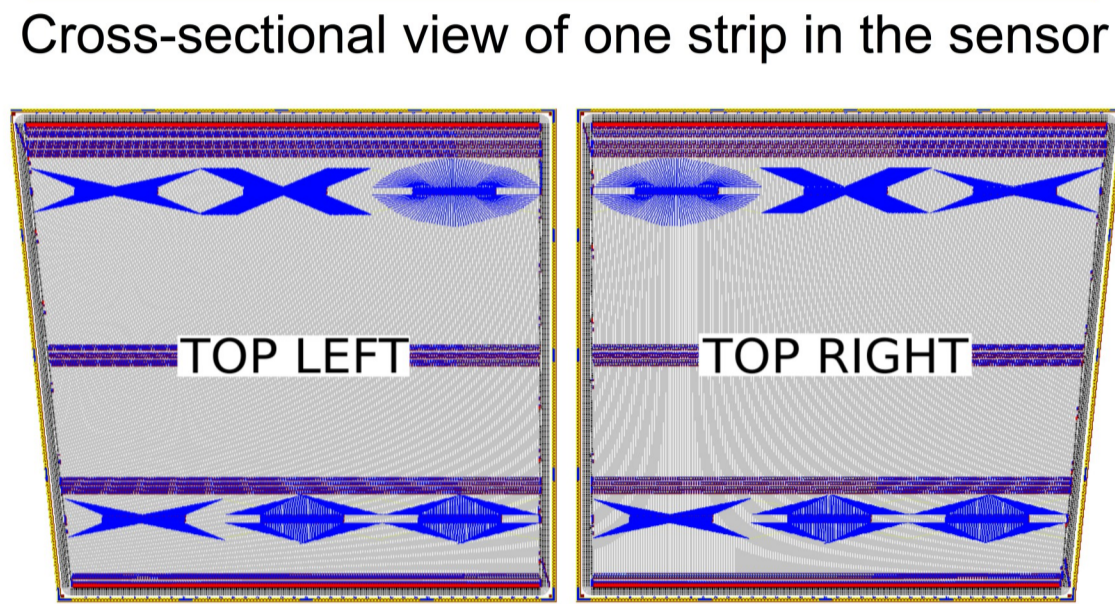 Cross-sectional view of one strip in the sensor
TOP LEFT
TOP RIGHT